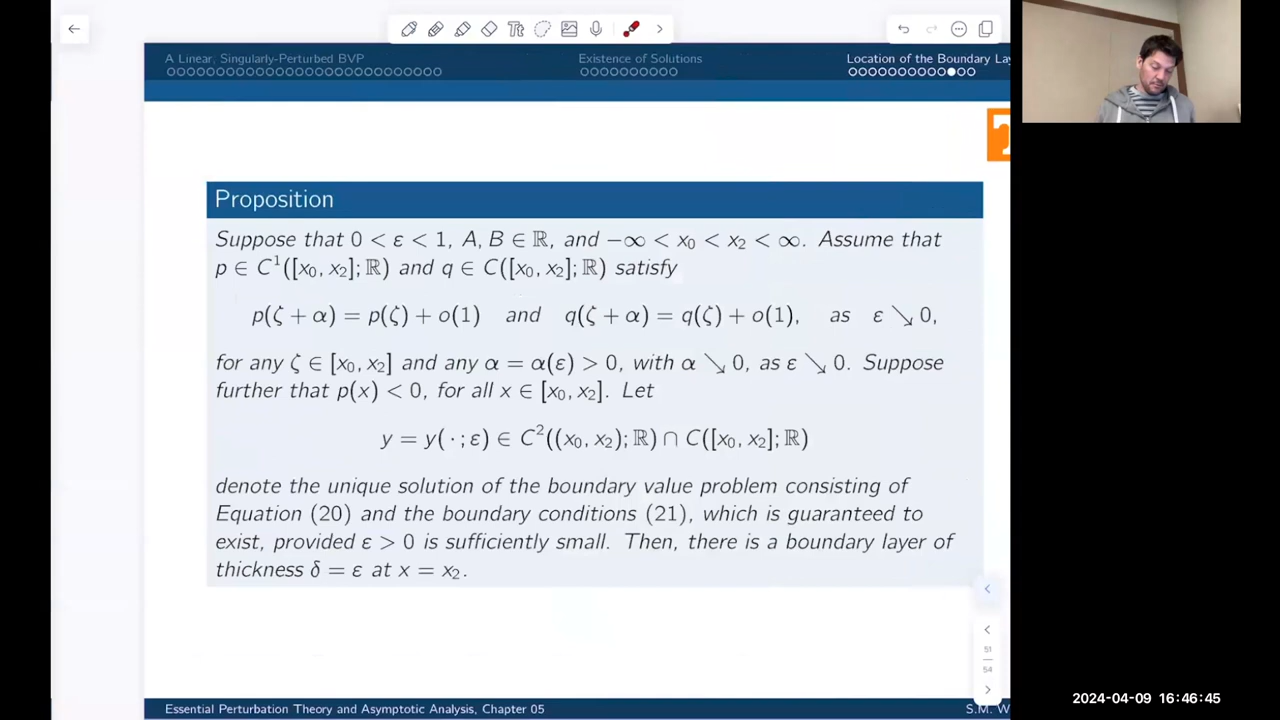 A Linear, Singularly-Perturbed BVP
Existence of Solutions
Location of the Boundary Lay
Proposition
Suppose that 0 < ε < 1, A, B ∈ ℝ, and −∞ < x₀ < x₂ < ∞. Assume that
p ∈ C¹([x₀, x₂]; ℝ) and q ∈ C([x₀, x₂]; ℝ) satisfy
p(ζ + α) = p(ζ) + o(1) and q(ζ + α) = q(ζ) + o(1), as ε ↘ 0,
for any ζ ∈ [x₀, x₂] and any α = α(ε) > 0, with α ↘ 0, as ε ↘ 0. Suppose
further that p(x) < 0, for all x ∈ [x₀, x₂]. Let
y = y( · ; ε) ∈ C²((x₀, x₂); ℝ) ∩ C([x₀, x₂]; ℝ)
denote the unique solution of the boundary value problem consisting of
Equation (20) and the boundary conditions (21), which is guaranteed to
exist, provided ε > 0 is sufficiently small. Then, there is a boundary layer of
thickness δ = ε at x = x₂.
51
54
Essential Perturbation Theory and Asymptotic Analysis, Chapter 05
S.M. W
2024-04-09 16:46:45